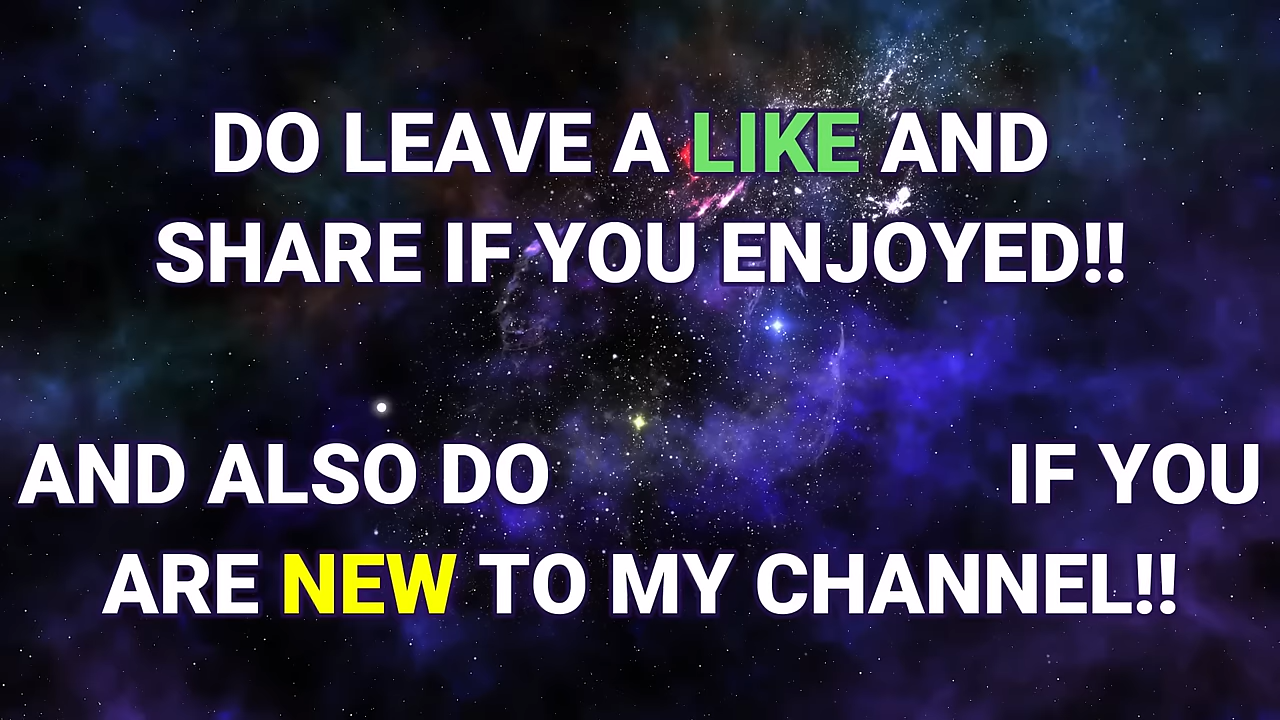 DO LEAVE A LIKE AND
SHARE IF YOU ENJOYED!!
AND ALSO DO IF YOU
ARE NEW TO MY CHANNEL!!